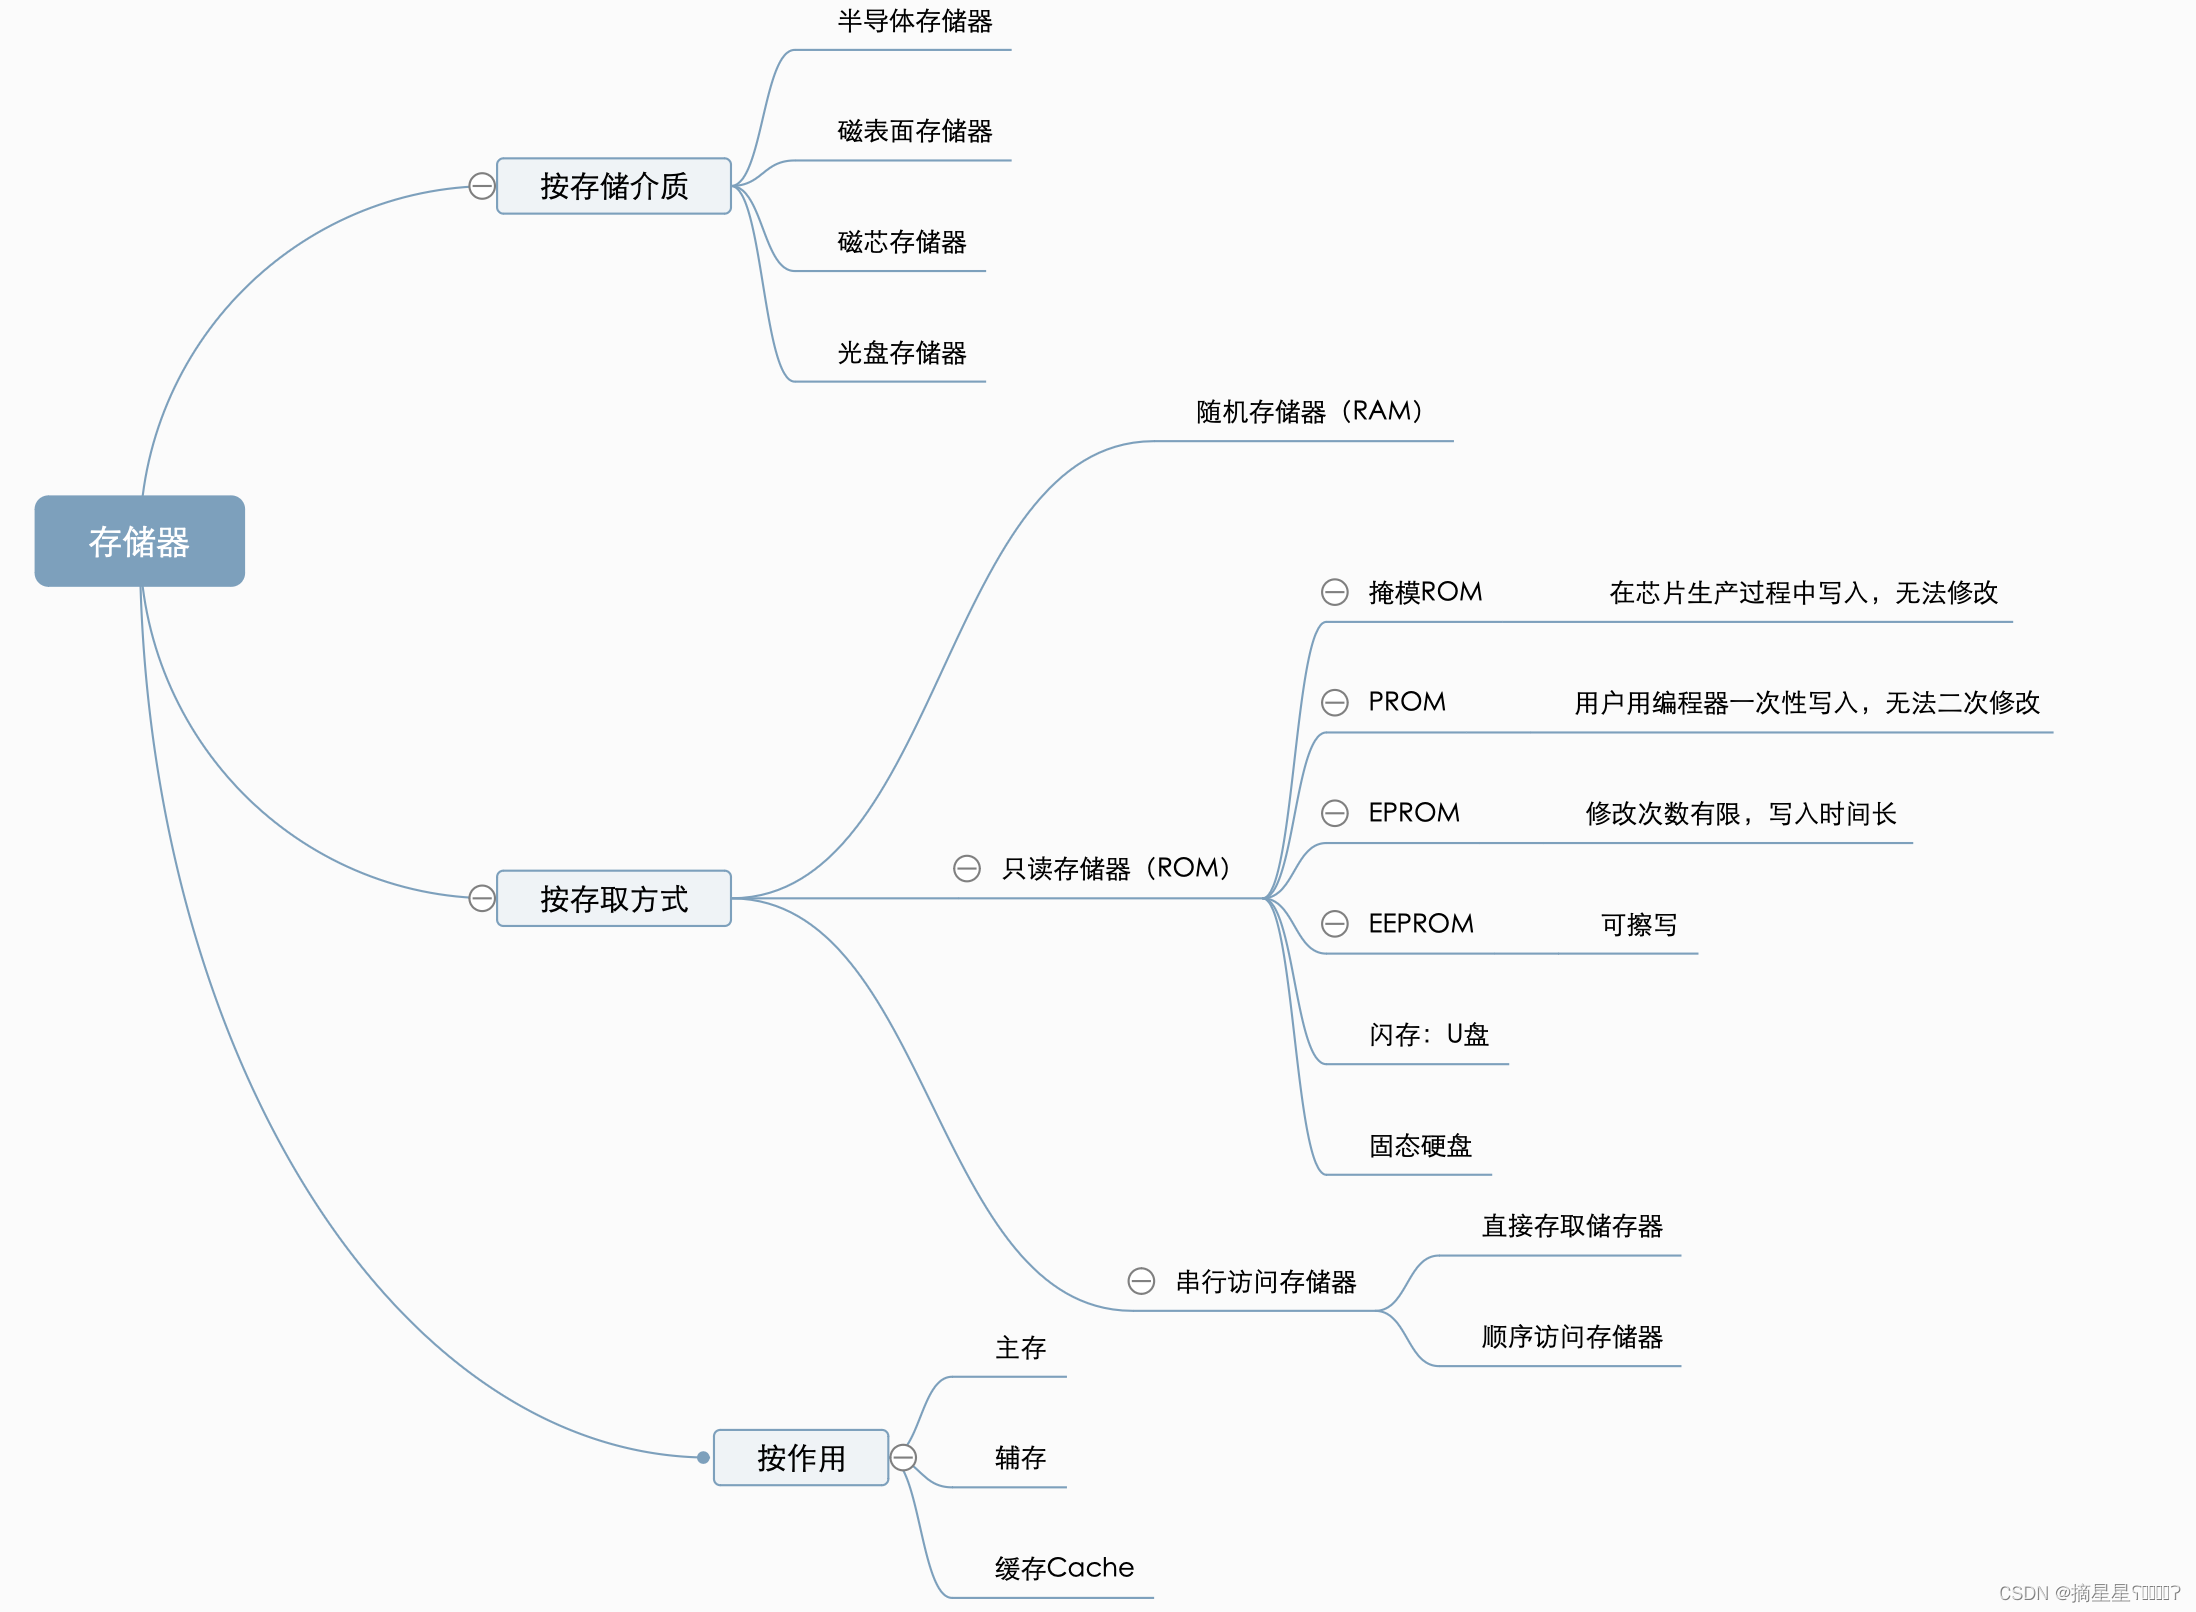 存储器
按存储介质
半导体存储器
磁表面存储器
磁芯存储器
光盘存储器
按存取方式
随机存储器（RAM）
只读存储器（ROM）
掩模ROM 在芯片生产过程中写入，无法修改
PROM 用户用编程器一次性写入，无法二次修改
EPROM 修改次数有限，写入时间长
EEPROM 可擦写
闪存：U盘
固态硬盘
串行访问存储器
直接存取储存器
顺序访问存储器
按作用
主存
辅存
缓存Cache
CSDN @摘星星